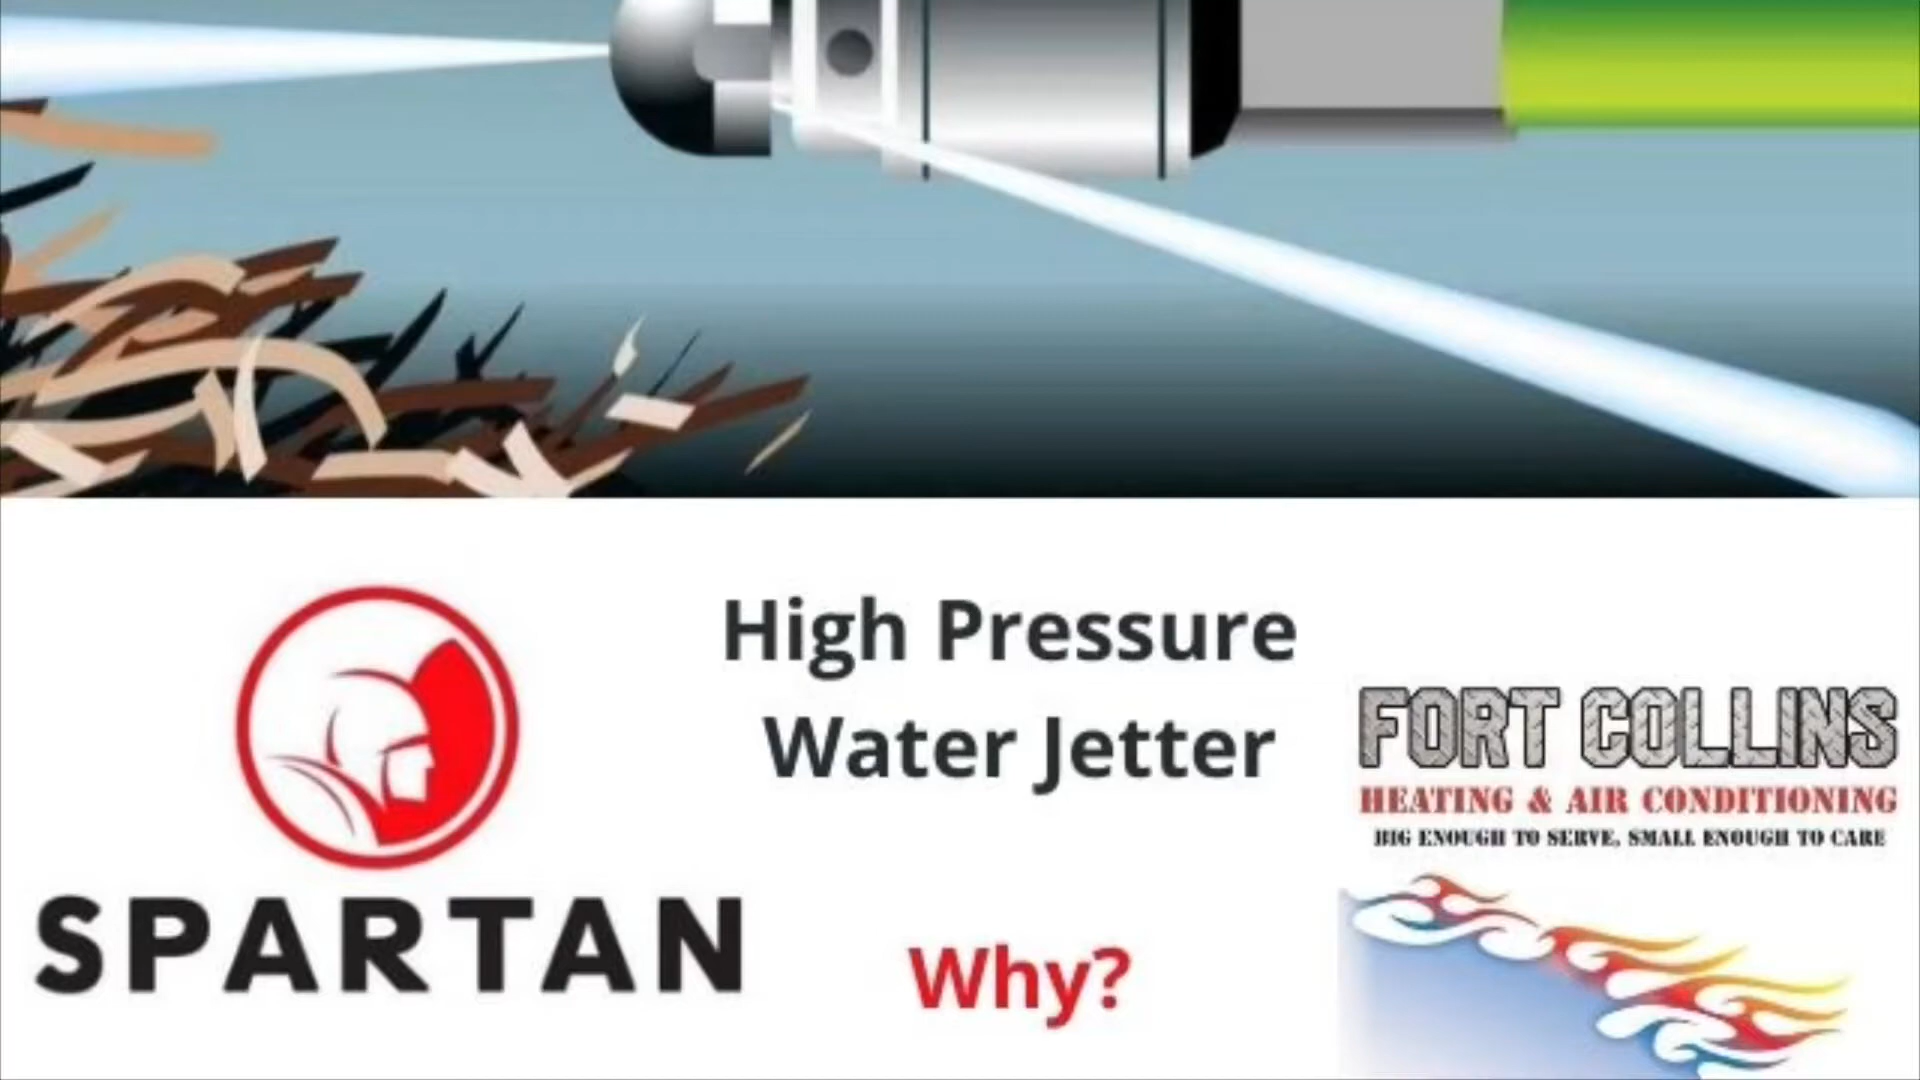 High Pressure
Water Jetter
SPARTAN
Why?
FORT COLLINS
HEATING & AIR CONDITIONING
BIG ENOUGH TO SERVE, SMALL ENOUGH TO CARE